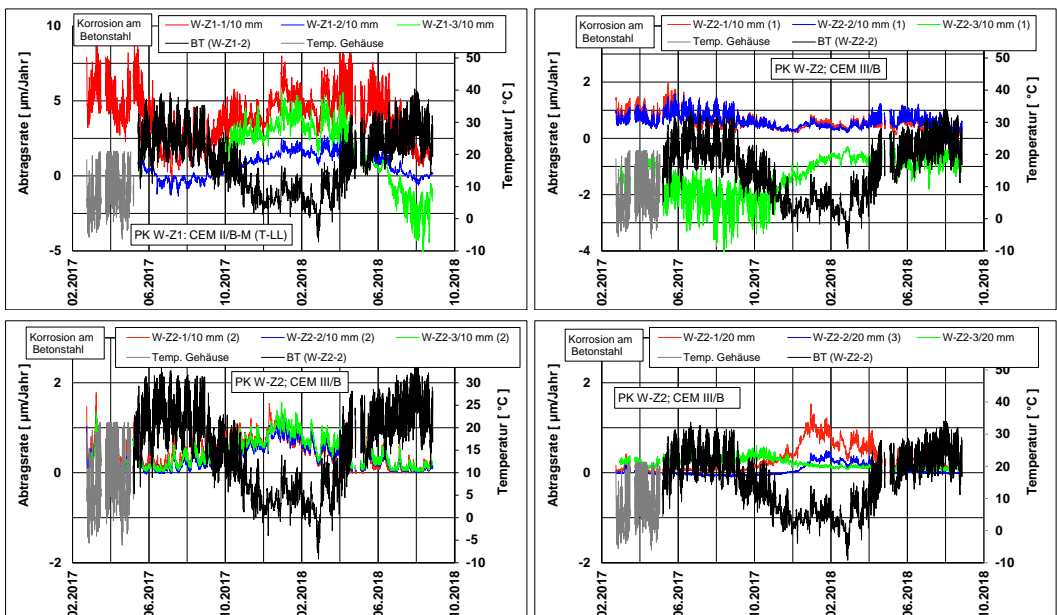 Korrosion am
Betonstahl
W-Z1-1/10 mm W-Z1-2/10 mm W-Z1-3/10 mm
BT (W-Z1-2) Temp. Gehäuse
Abtragsrate [ µm/Jahr]
10
5
0
-5
50
40
30
20
10
0
-10
Temperatur [ °C]
PK W-Z1: CEM II/B-M (T-LL)
02.2017 06.2017 10.2017 02.2018 06.2018 10.2018
Korrosion am
Betonstahl
W-Z2-1/10 mm (1) W-Z2-2/10 mm (1) W-Z2-3/10 mm (1)
Temp. Gehäuse BT (W-Z2-2)
PK W-Z2; CEM III/B
Abtragsrate [ µm/Jahr]
2
0
-2
-4
50
40
30
20
10
0
-10
Temperatur [ °C]
02.2017 06.2017 10.2017 02.2018 06.2018 10.2018
Korrosion am
Betonstahl
W-Z2-1/10 mm (2) W-Z2-2/10 mm (2) W-Z2-3/10 mm (2)
Temp. Gehäuse BT (W-Z2-2)
PK W-Z2; CEM III/B
Abtragsrate [ µm/Jahr]
2
0
-2
30
25
20
15
10
5
0
-5
-10
Temperatur [ °C]
02.2017 06.2017 10.2017 02.2018 06.2018 10.2018
Korrosion am
Betonstahl
W-Z2-1/20 mm W-Z2-2/20 mm (3) W-Z2-3/20 mm
Temp. Gehäuse BT (W-Z2-2)
PK W-Z2; CEM III/B
Abtragsrate [ µm/Jahr]
2
0
-2
50
40
30
20
10
0
-10
Temperatur [ °C]
02.2017 06.2017 10.2017 02.2018 06.2018 10.2018